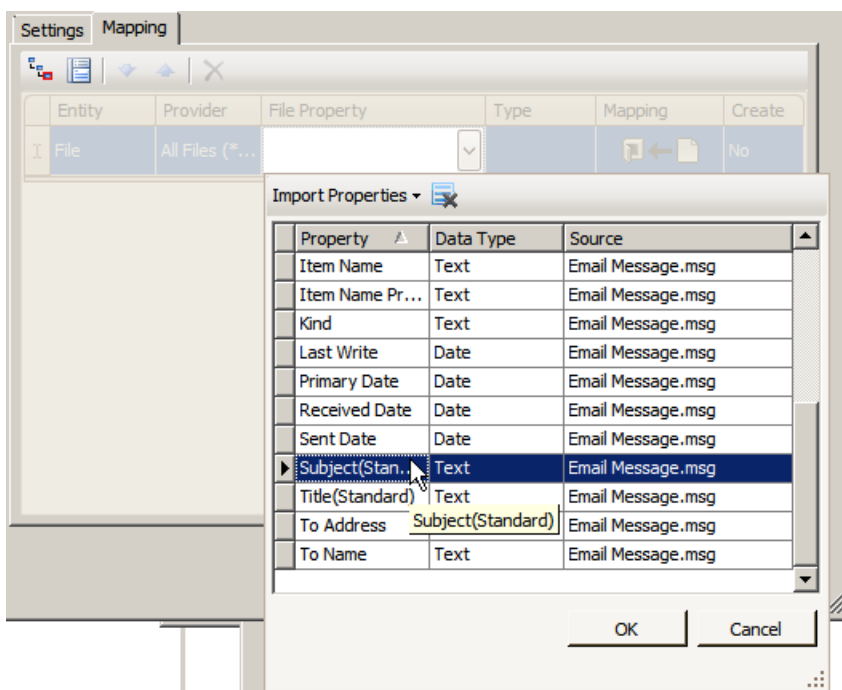 Settings Mapping
Entity Provider File Property Type Mapping Create
File All Files (*... No
Import Properties
Property Data Type Source
Item Name Text Email Message.msg
Item Name Pr... Text Email Message.msg
Kind Text Email Message.msg
Last Write Date Email Message.msg
Primary Date Date Email Message.msg
Received Date Date Email Message.msg
Sent Date Date Email Message.msg
Subject(Stan... Text Email Message.msg
Title(Standard) Text Email Message.msg
Subject(Standard)
To Address Email Message.msg
To Name Text Email Message.msg
OK Cancel